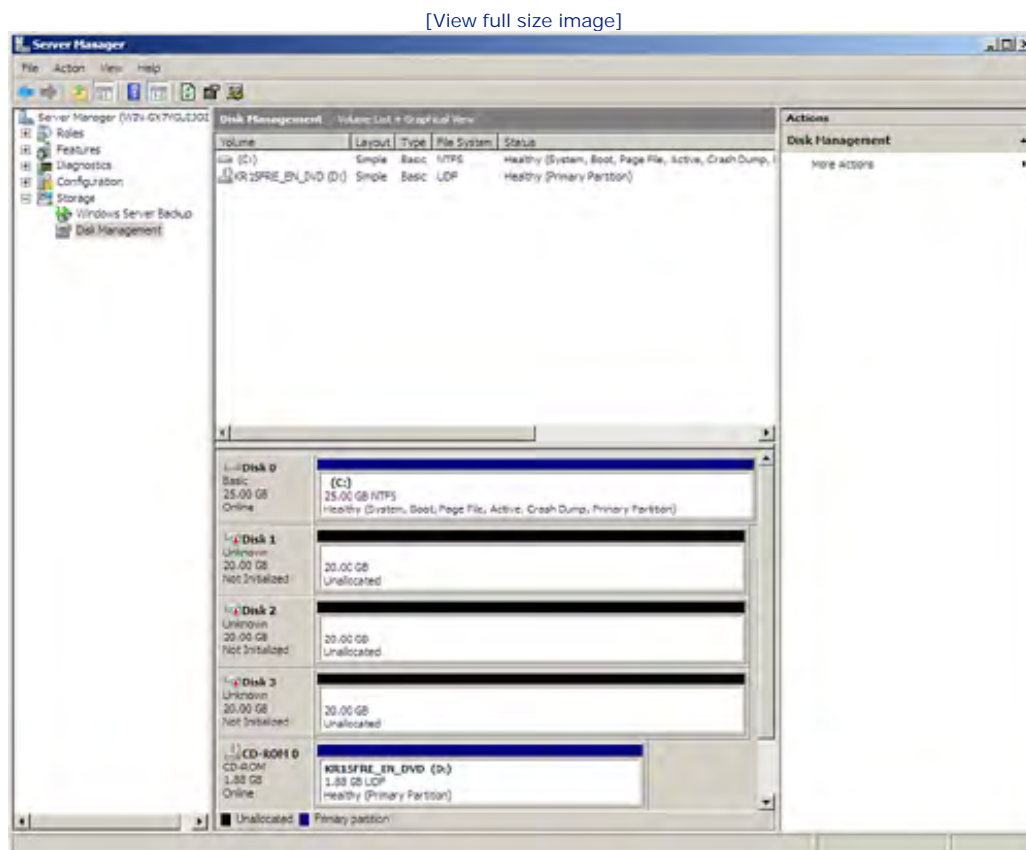 [View full size image]
Server Manager
File Action View Help
Server Manager
Roles
Features
Diagnostics
Configuration
Storage
Windows Server Backup
Disk Management
Disk Management Volume List + Graphical View
Volume Layout Type File System Status
(C:) Simple Basic NTFS Healthy (System, Boot, Page File, Active, Crash Dump,
KR1SFRE_EN_DVD (D:) Simple Basic UDF Healthy (Primary Partition)
Actions
Disk Management
More Actions
Disk 0
Basic
25.00 GB
Online
(C:)
25.00 GB NTFS
Healthy (System, Boot, Page File, Active, Crash Dump, Primary Partition)
Disk 1
Unknown
20.00 GB
Not Initialized
20.00 GB
Unallocated
Disk 2
Unknown
20.00 GB
Not Initialized
20.00 GB
Unallocated
Disk 3
Unknown
20.00 GB
Not Initialized
20.00 GB
Unallocated
CD-ROM 0
CD-ROM
1.88 GB
Online
KR1SFRE_EN_DVD (D:)
1.88 GB UDF
Healthy (Primary Partition)
Unallocated Primary partition